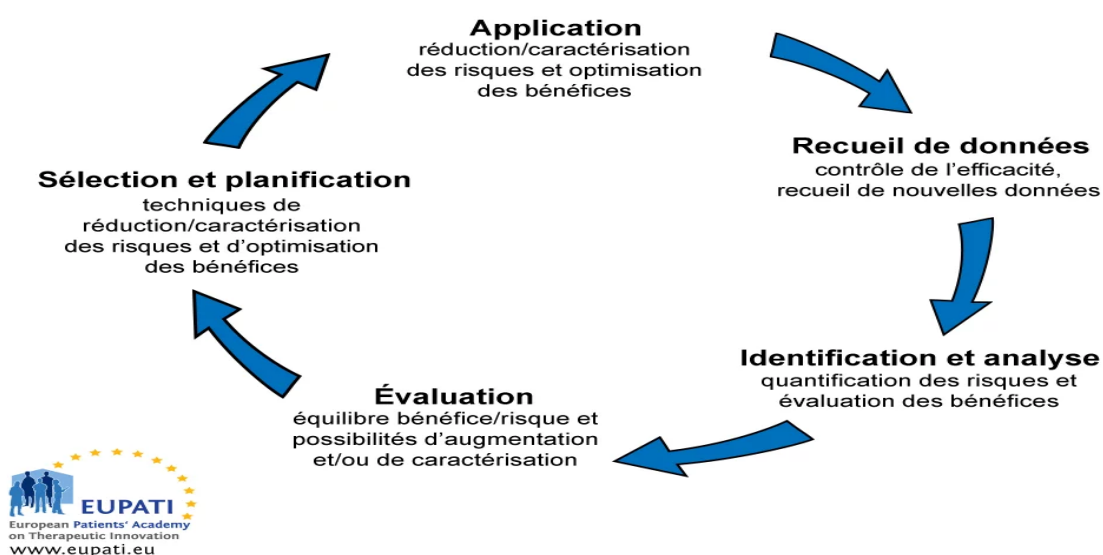 Application
réduction/caractérisation
des risques et optimisation
des bénéfices
Recueil de données
contrôle de l’efficacité,
recueil de nouvelles données
Identification et analyse
quantification des risques et
évaluation des bénéfices
Évaluation
équilibre bénéfice/risque et
possibilités d’augmentation
et/ou de caractérisation
Sélection et planification
techniques de
réduction/caractérisation
des risques et d’optimisation
des bénéfices
EUPATI
European Patients’ Academy
on Therapeutic Innovation
www.eupati.eu